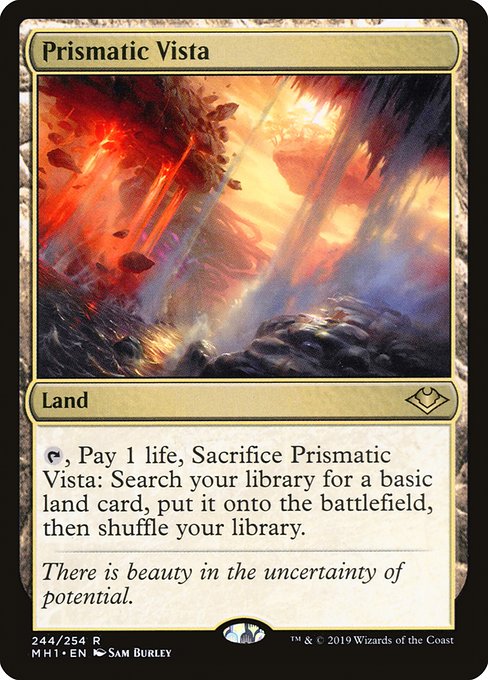 Prismatic Vista
Land
, Pay 1 life, Sacrifice Prismatic
Vista: Search your library for a basic
land card, put it onto the battlefield,
then shuffle your library.
There is beauty in the uncertainty of
potential.
244/254 R
MH1 • EN SAM BURLEY
™ & © 2019 Wizards of the Coast